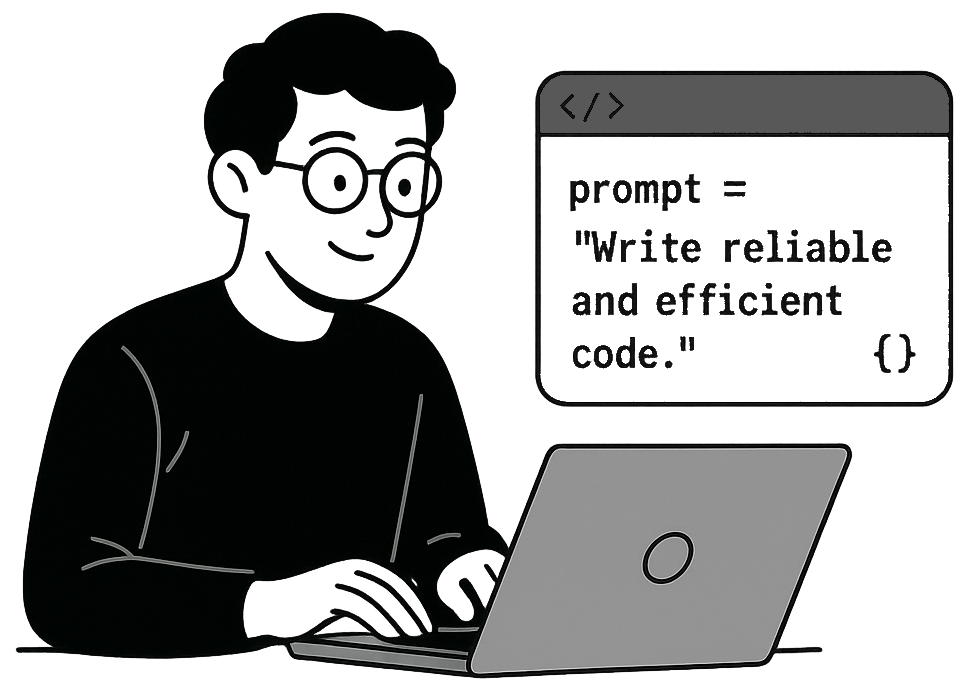 </>
prompt =
"Write reliable
and efficient
code."
{}